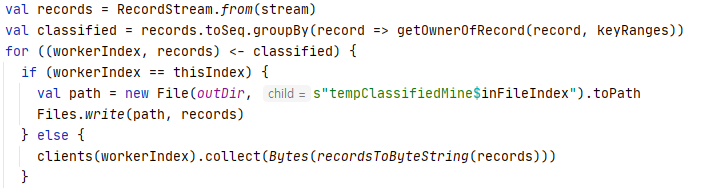 val records = RecordStream.from(stream)
val classified = records.toSeq.groupBy(record => getOwnerOfRecord(record, keyRanges))
for ((workerIndex, records) <- classified) {
  if (workerIndex == thisIndex) {
    val path = new File(outDir, child = s"tempClassifiedMine$inFileIndex").toPath
    Files.write(path, records)
  } else {
    clients(workerIndex).collect(Bytes(recordsToByteString(records)))
  }